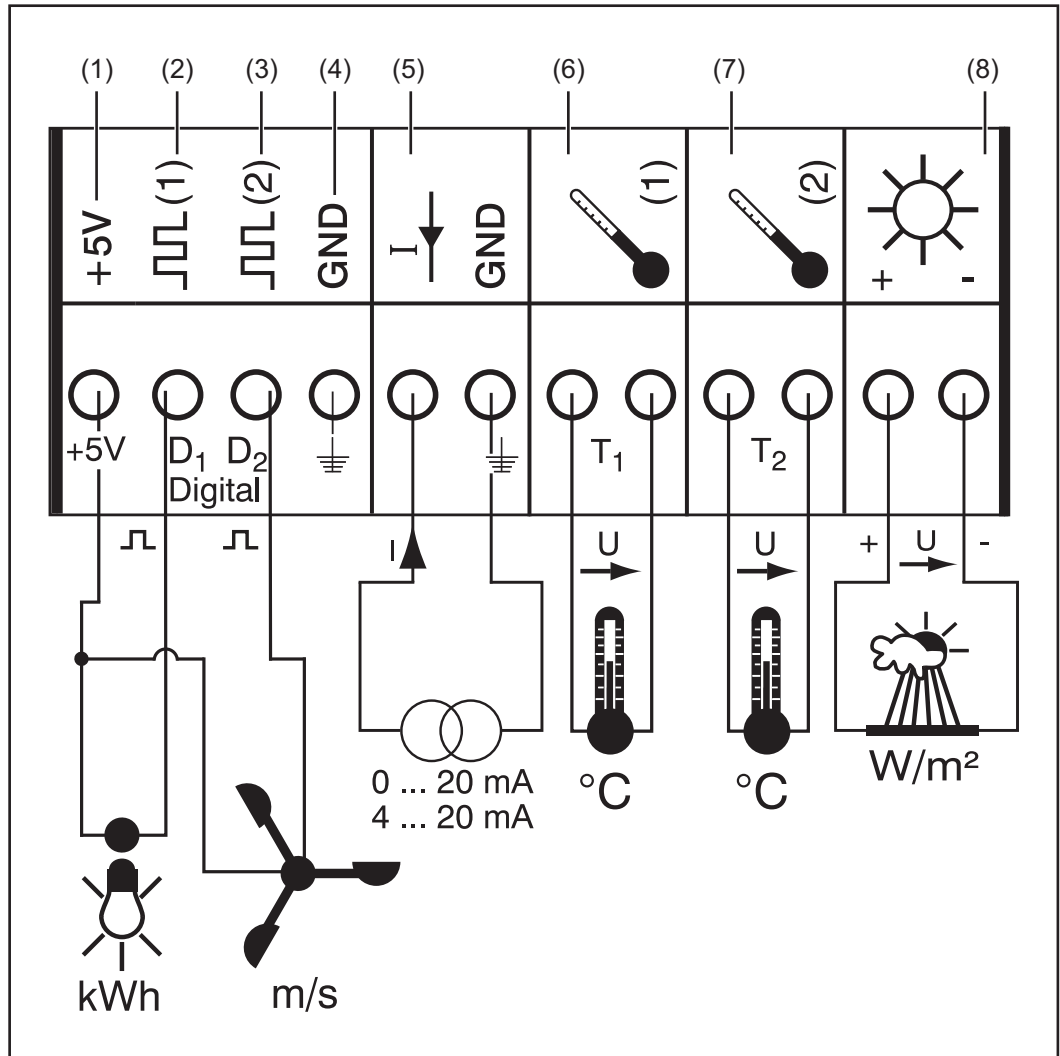 (1) (2) (3) (4) (5) (6) (7) (8)
+5V
(1)
(2)
GND
I
GND
(1)
(2)
+ -
+5V D₁ D₂ T₁ T₂
Digital
I U U + U -
0 ... 20 mA
4 ... 20 mA
°C °C W/m²
kWh m/s